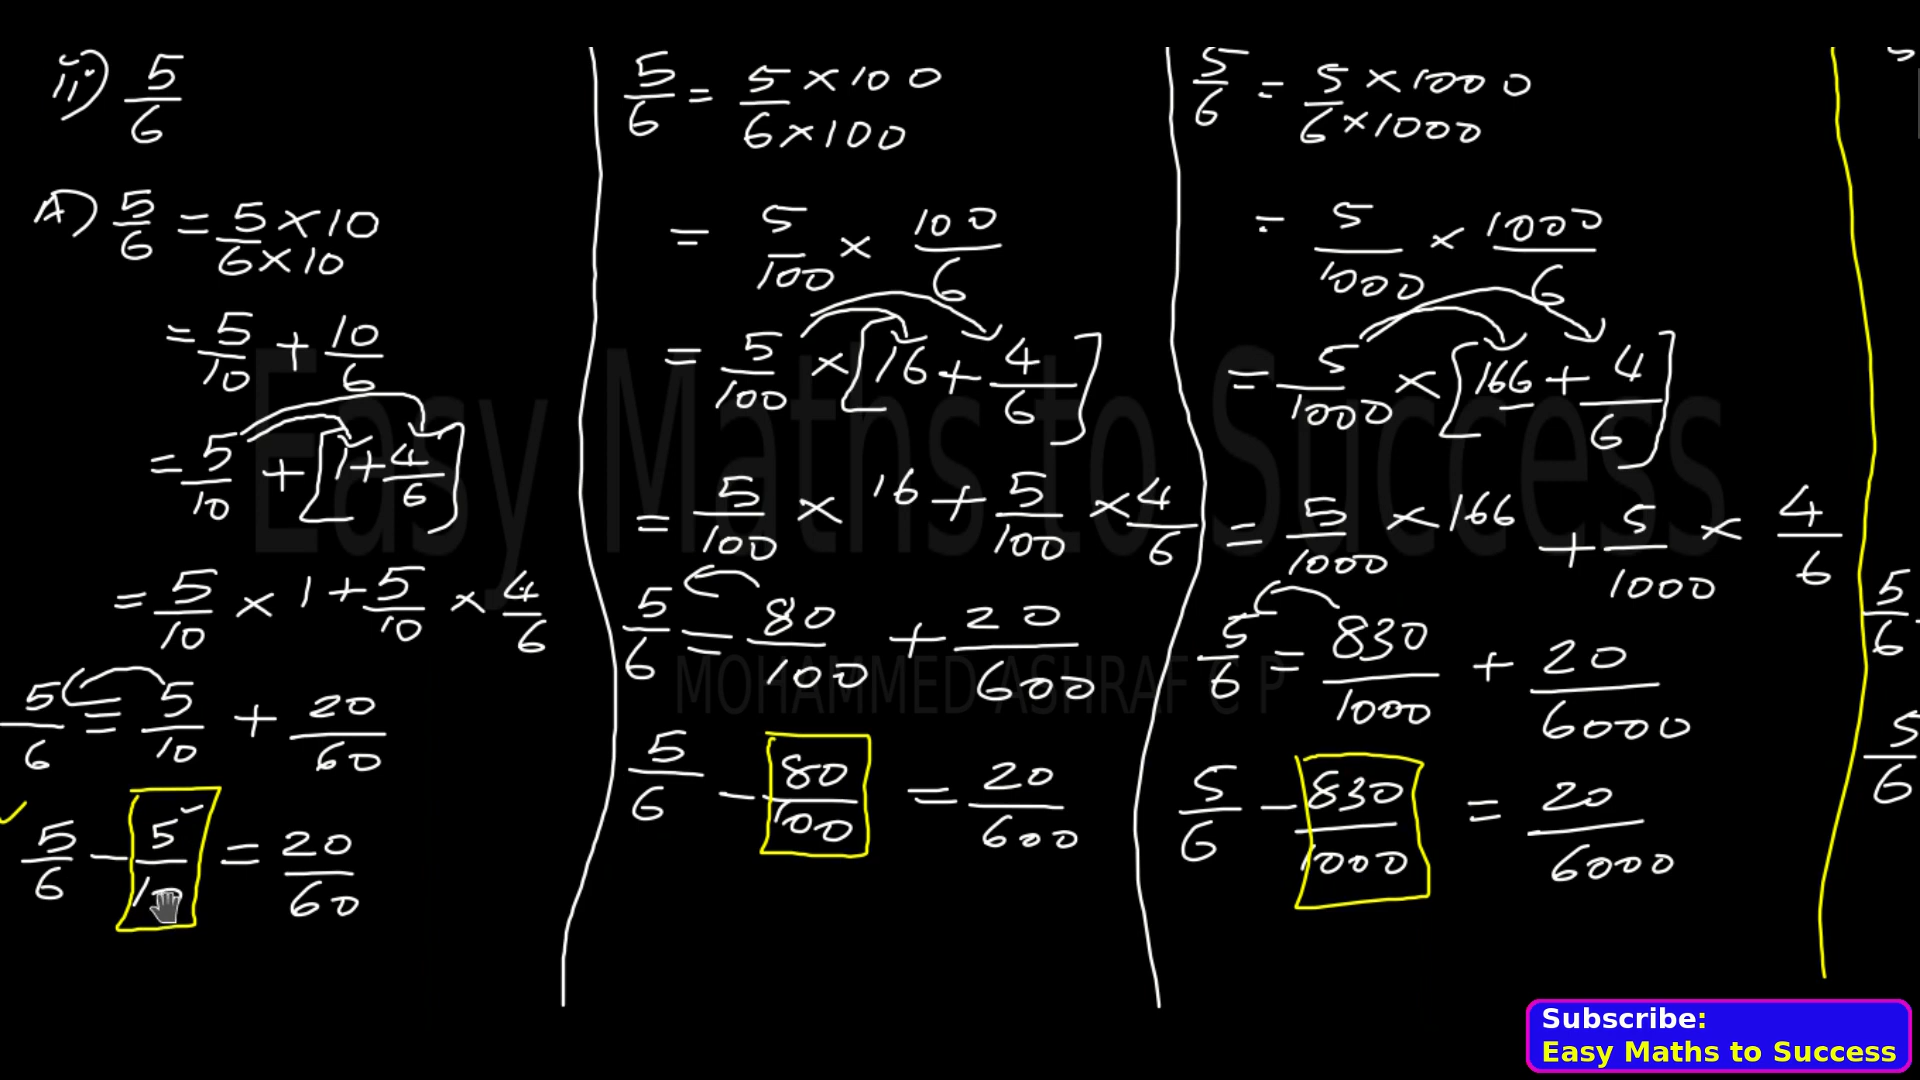 ii) 5/6
A) 5/6 = 5×10/6×10
= 5/10 + 10/6
= 5/10 + [1 + 4/6]
= 5/10 × 1 + 5/10 × 4/6
5/6 = 5/10 + 20/60
5/6 − 5/10 = 20/60
5/6 = 5×100/6×100
= 5/100 × 100/6
= 5/100 × [16 + 4/6]
= 5/100 × 16 + 5/100 × 4/6
5/6 = 80/100 + 20/600
5/6 − 80/100 = 20/600
5/6 = 5×1000/6×1000
= 5/1000 × 1000/6
= 5/1000 × [166 + 4/6]
= 5/1000 × 166 + 5/1000 × 4/6
5/6 = 830/1000 + 20/6000
5/6 − 830/1000 = 20/6000
5/6
5/6
Easy Maths to Success
MOHAMMED ASHRAF C P
Subscribe:
Easy Maths to Success